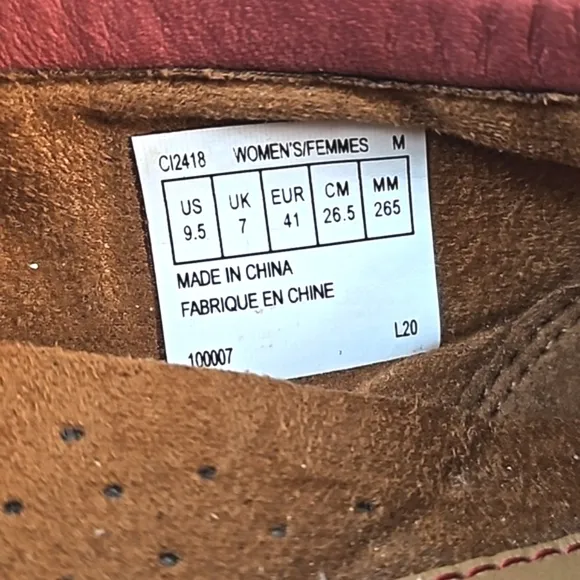 CI2418 WOMEN'S/FEMMES M
US UK EUR CM MM
9.5 7 41 26.5 265
MADE IN CHINA
FABRIQUE EN CHINE
L20
100007